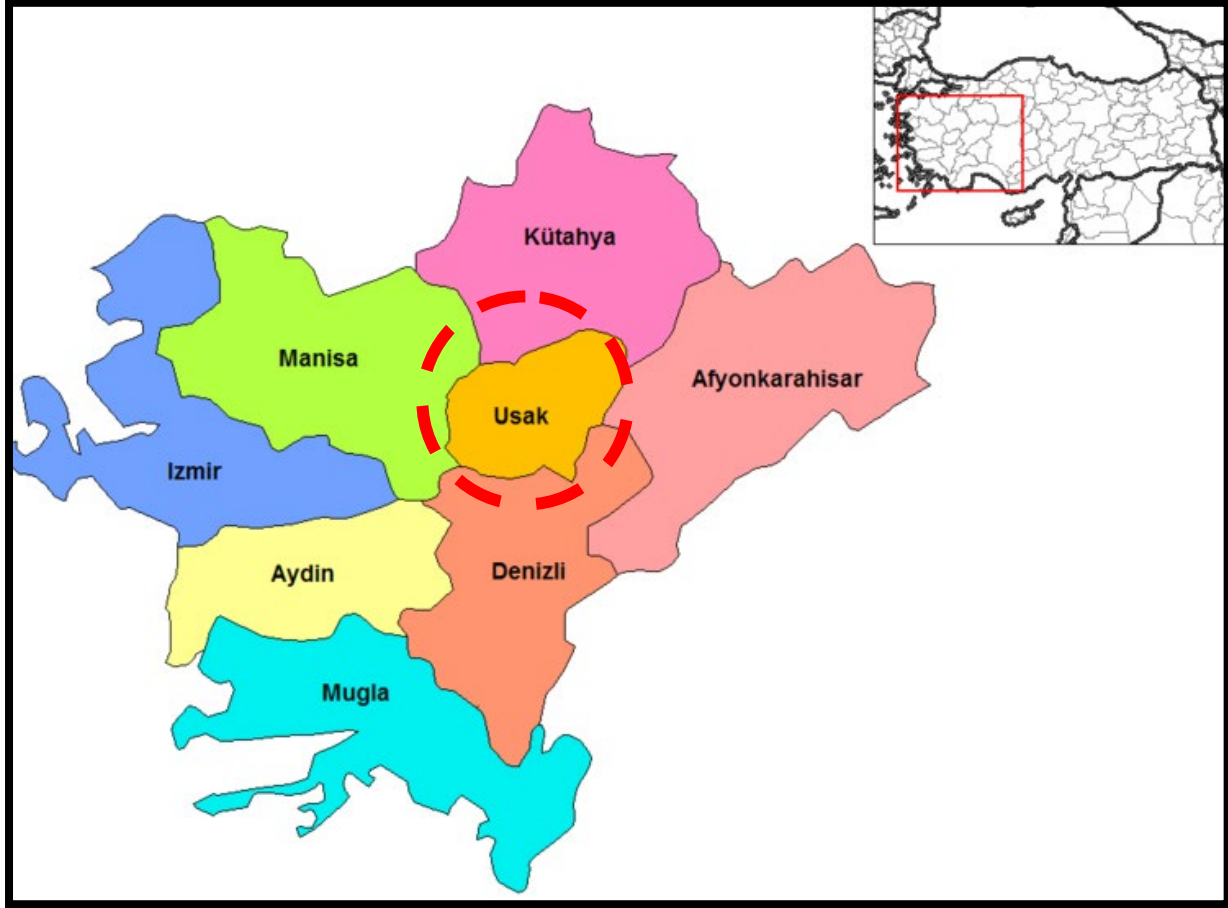 Kütahya
Manisa
Afyonkarahisar
Usak
Izmir
Aydin
Denizli
Mugla